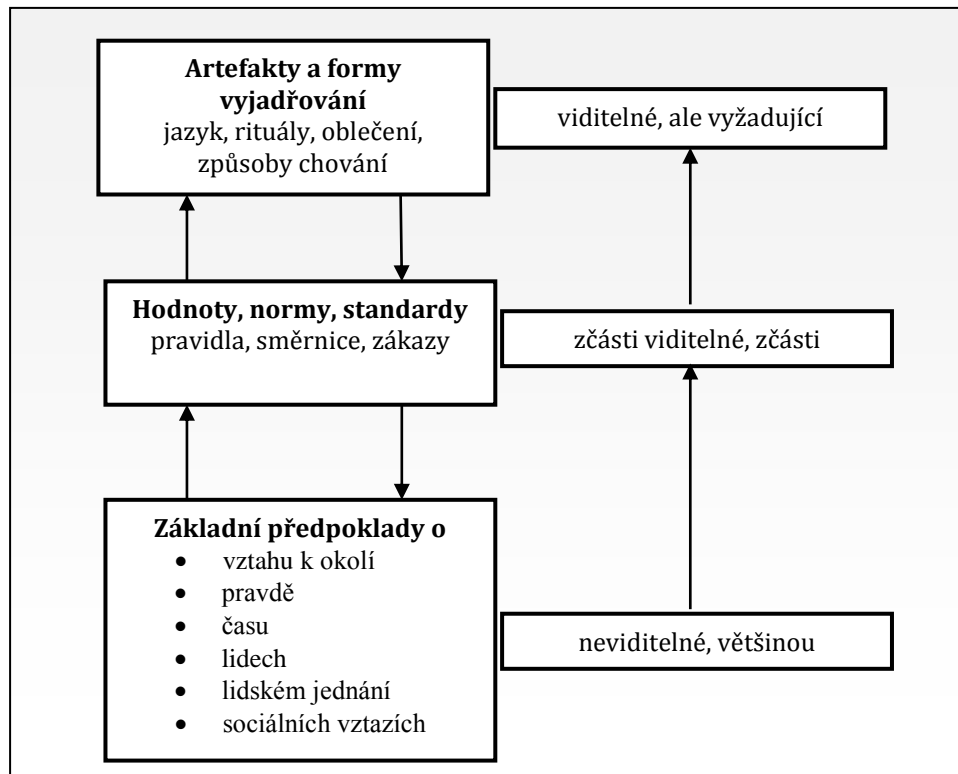 Artefakty a formy
vyjadřování
jazyk, rituály, oblečení,
způsoby chování
viditelné, ale vyžadující
Hodnoty, normy, standardy
pravidla, směrnice, zákazy
zčásti viditelné, zčásti
Základní předpoklady o
• vztahu k okolí
• pravdě
• času
• lidech
• lidském jednání
• sociálních vztazích
neviditelné, většinou